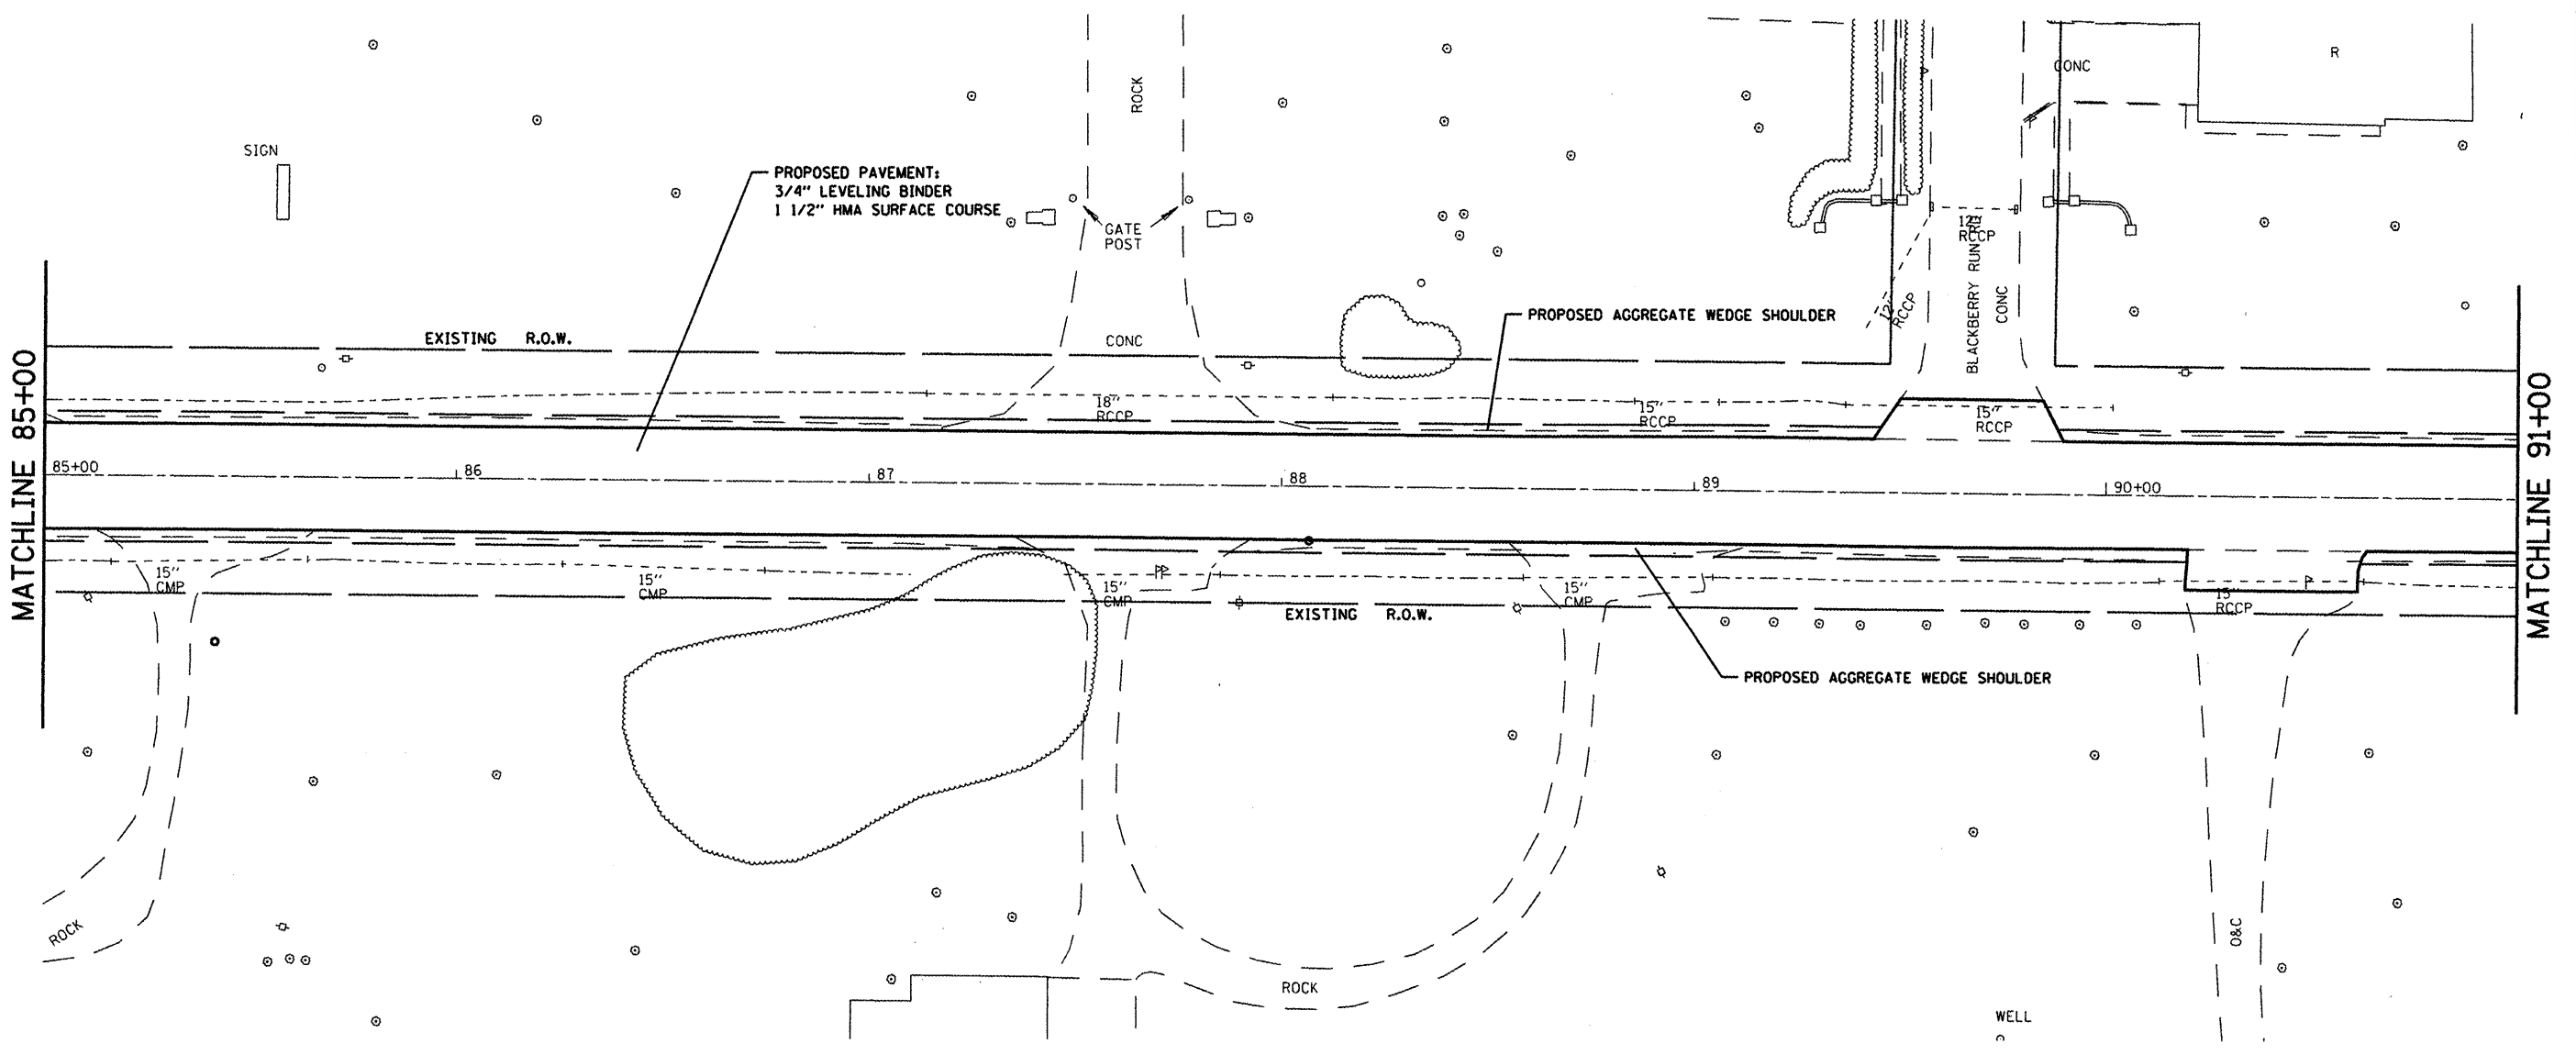 ROCK
R
CONC
SIGN
PROPOSED PAVEMENT:
3/4" LEVELING BINDER
1 1/2" HMA SURFACE COURSE
GATE
POST
12"
RCCP
BLACKBERRY RUN
CONC
12"
RCCP
PROPOSED AGGREGATE WEDGE SHOULDER
EXISTING R.O.W.
CONC
MATCHLINE 85+00
MATCHLINE 91+00
18"
RCCP
15"
RCCP
15"
RCCP
85+00
86
87
88
89
90+00
15"
CMP
15"
CMP
15"
CMP
15"
CMP
15"
RCCP
EXISTING R.O.W.
PROPOSED AGGREGATE WEDGE SHOULDER
ROCK
ROCK
O&C
WELL